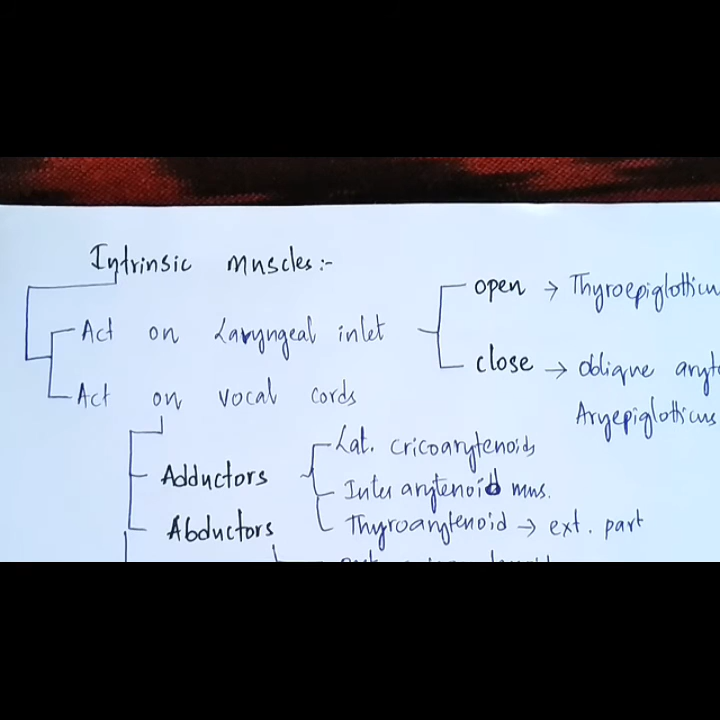 Intrinsic muscles:-
Act on Laryngeal inlet
open → Thyroepiglotticu
close → oblique aryt
Aryepiglotticus
Act on vocal cords
Adductors
Lat. cricoarytenoids
Inter arytenoid mus.
Thyroarytenoid → ext. part
Abductors